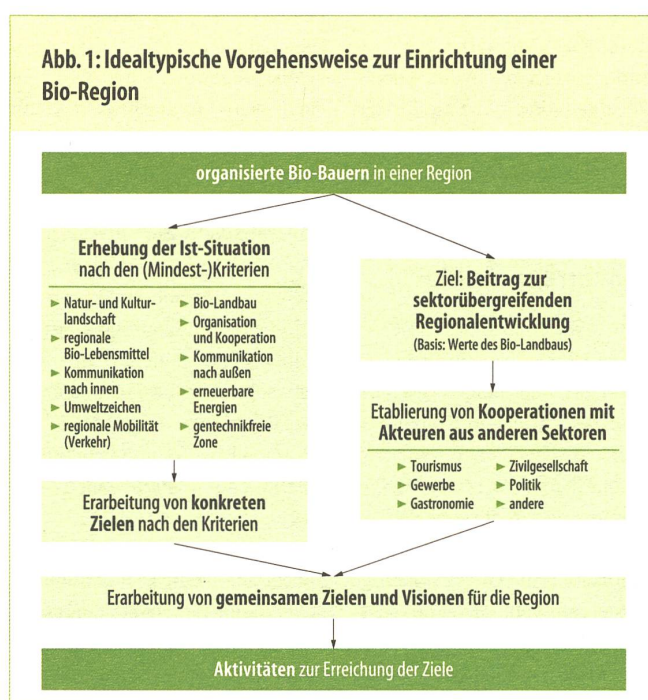 Abb. 1: Idealtypische Vorgehensweise zur Einrichtung einer
Bio-Region
organisierte Bio-Bauern in einer Region
Erhebung der Ist-Situation
nach den (Mindest-)Kriterien
► Natur- und Kultur-
landschaft
► regionale
Bio-Lebensmittel
► Kommunikation
nach innen
► Umweltzeichen
► regionale Mobilität
(Verkehr)
► Bio-Landbau
► Organisation
und Kooperation
► Kommunikation
nach außen
► erneuerbare
Energien
► gentechnikfreie
Zone
Erarbeitung von konkreten
Zielen nach den Kriterien
Ziel: Beitrag zur
sektorübergreifenden
Regionalentwicklung
(Basis: Werte des Bio-Landbaus)
Etablierung von Kooperationen mit
Akteuren aus anderen Sektoren
► Tourismus
► Gewerbe
► Gastronomie
► Zivilgesellschaft
► Politik
► andere
Erarbeitung von gemeinsamen Zielen und Visionen für die Region
Aktivitäten zur Erreichung der Ziele